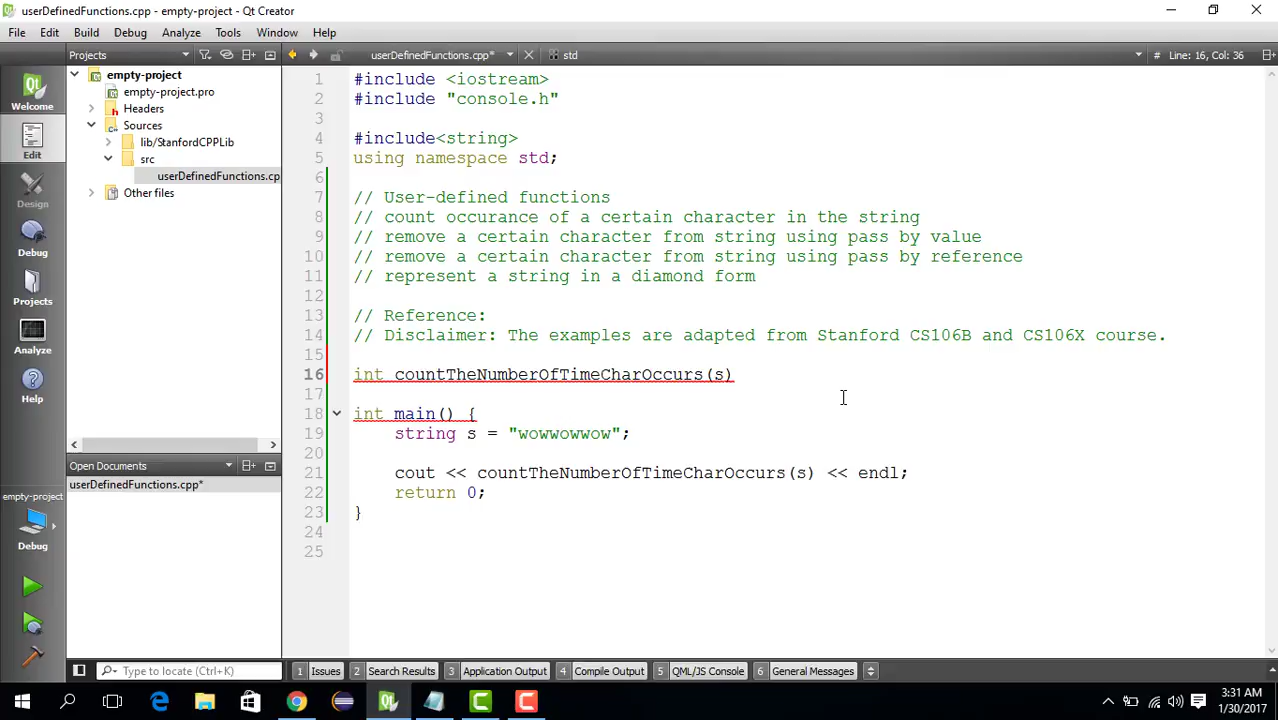 userDefinedFunctions.cpp - empty-project - Qt Creator
File Edit Build Debug Analyze Tools Window Help
Projects userDefinedFunctions.cpp* std # Line: 16, Col: 36
Welcome
Edit
Design
Debug
Projects
Analyze
Help
empty-project
Debug
empty-project
empty-project.pro
Headers
Sources
lib/StanfordCPPLib
src
userDefinedFunctions.cp
Other files
Open Documents
userDefinedFunctions.cpp*
1 #include <iostream>
2 #include "console.h"
3
4 #include<string>
5 using namespace std;
6
7 // User-defined functions
8 // count occurance of a certain character in the string
9 // remove a certain character from string using pass by value
10 // remove a certain character from string using pass by reference
11 // represent a string in a diamond form
12
13 // Reference:
14 // Disclaimer: The examples are adapted from Stanford CS106B and CS106X course.
15
16 int countTheNumberOfTimeCharOccurs(s)
17
18 int main() {
19 string s = "wowwowwow";
20
21 cout << countTheNumberOfTimeCharOccurs(s) << endl;
22 return 0;
23 }
24
25
Type to locate (Ctrl+K) 1 Issues 2 Search Results 3 Application Output 4 Compile Output 5 QML/JS Console 6 General Messages
3:31 AM
1/30/2017